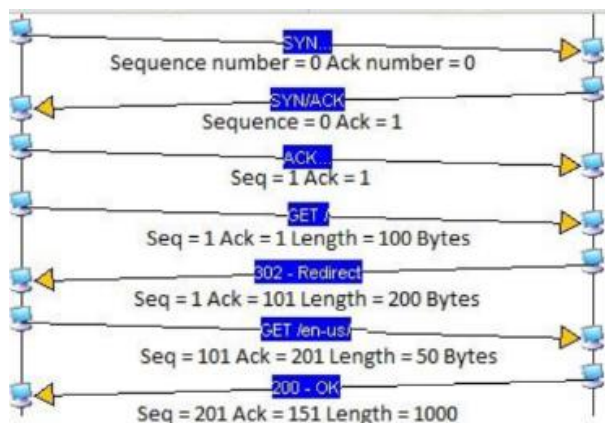 SYN...
Sequence number = 0 Ack number = 0
SYN/ACK
Sequence = 0 Ack = 1
ACK...
Seq = 1 Ack = 1
GET /
Seq = 1 Ack = 1 Length = 100 Bytes
302 - Redirect
Seq = 1 Ack = 101 Length = 200 Bytes
GET /en-us/
Seq = 101 Ack = 201 Length = 50 Bytes
200 - OK
Seq = 201 Ack = 151 Length = 1000